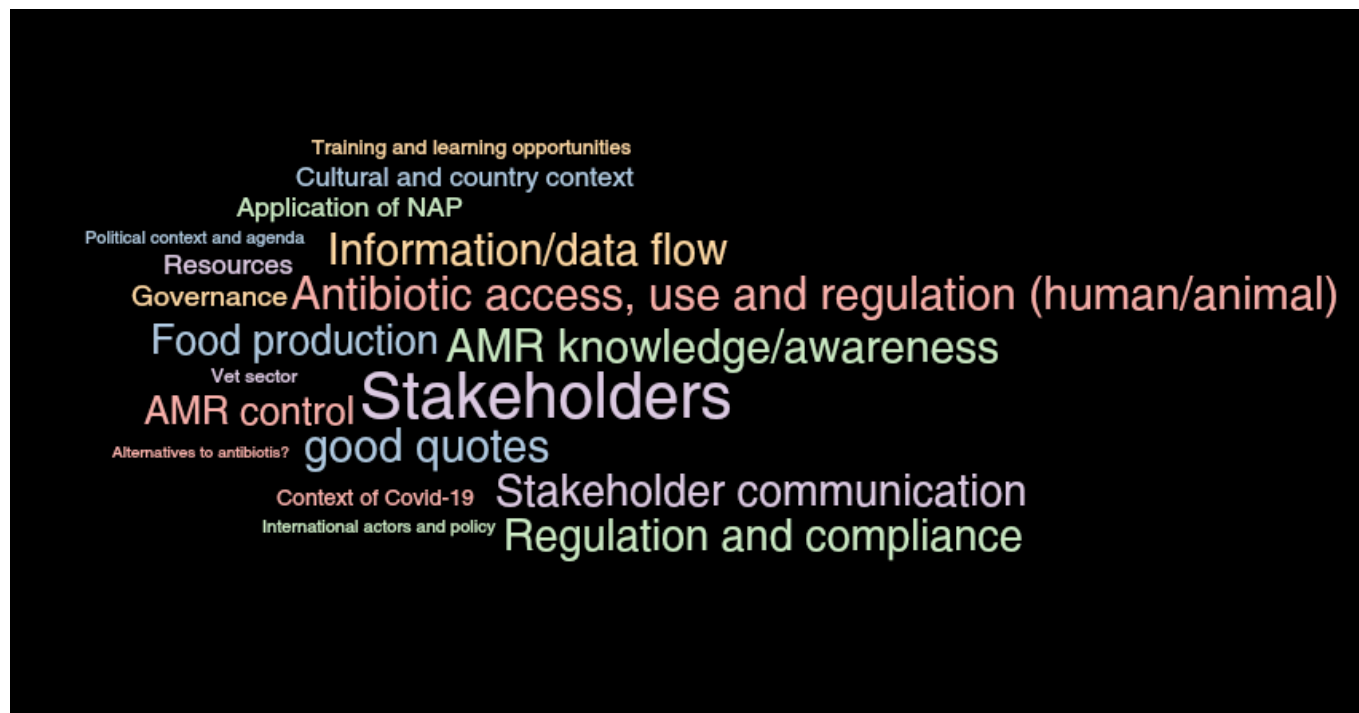 Training and learning opportunities
Cultural and country context
Application of NAP
Political context and agenda
Information/data flow
Resources
Governance
Antibiotic access, use and regulation (human/animal)
Food production
AMR knowledge/awareness
Vet sector
Stakeholders
AMR control
good quotes
Alternatives to antibiotis?
Stakeholder communication
Context of Covid-19
International actors and policy
Regulation and compliance